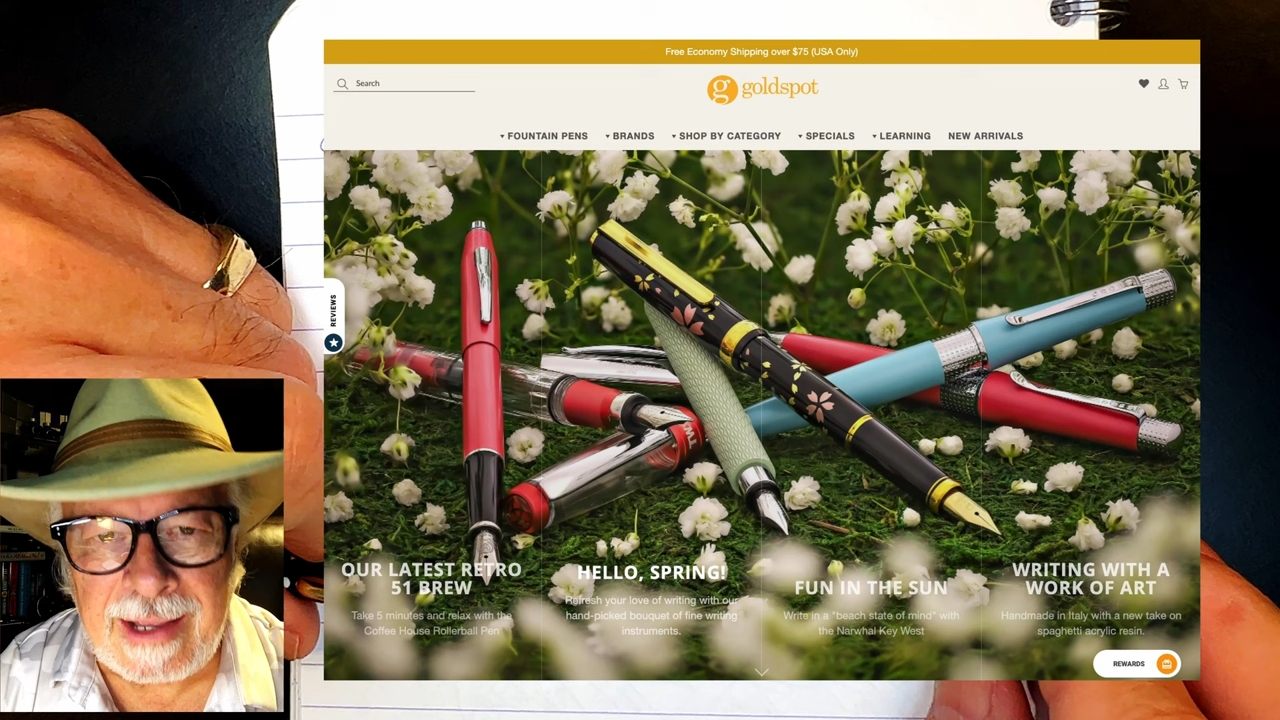 Free Economy Shipping over $75 (USA Only)
Search
g goldspot
FOUNTAIN PENS BRANDS SHOP BY CATEGORY SPECIALS LEARNING NEW ARRIVALS
REVIEWS
OUR LATEST RETRO
51 BREW
Take 5 minutes and relax with the
Coffee House Rollerball Pen
HELLO, SPRING!
Refresh your love of writing with our
hand-picked bouquet of fine writing
instruments.
FUN IN THE SUN
Write in a "beach state of mind" with
the Narwhal Key West
WRITING WITH A
WORK OF ART
Handmade in Italy with a new take on
spaghetti acrylic resin.
REWARDS